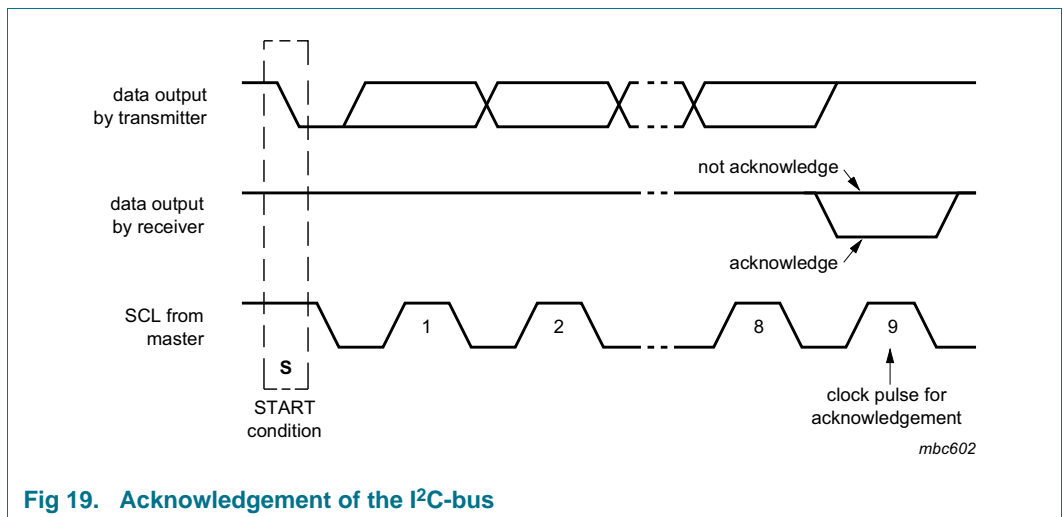 data output
by transmitter
not acknowledge
data output
by receiver
acknowledge
SCL from
master
1
2
8
9
S
START
condition
clock pulse for
acknowledgement
mbc602
Fig 19. Acknowledgement of the I²C-bus